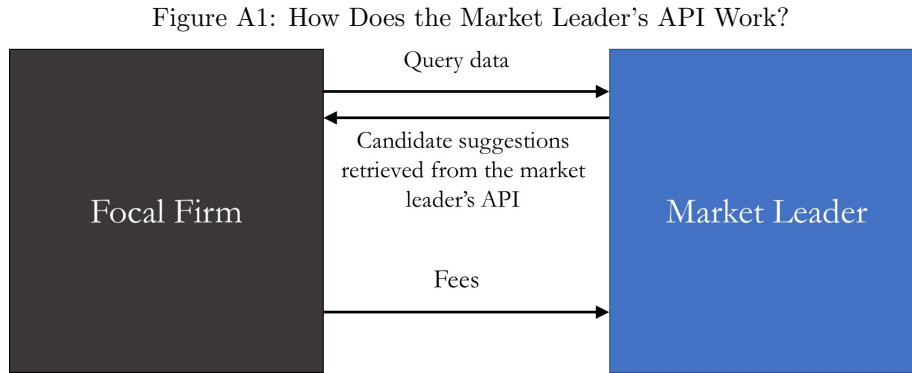 Figure A1: How Does the Market Leader's API Work?
Query data
Candidate suggestions
retrieved from the market
leader's API
Focal Firm
Market Leader
Fees